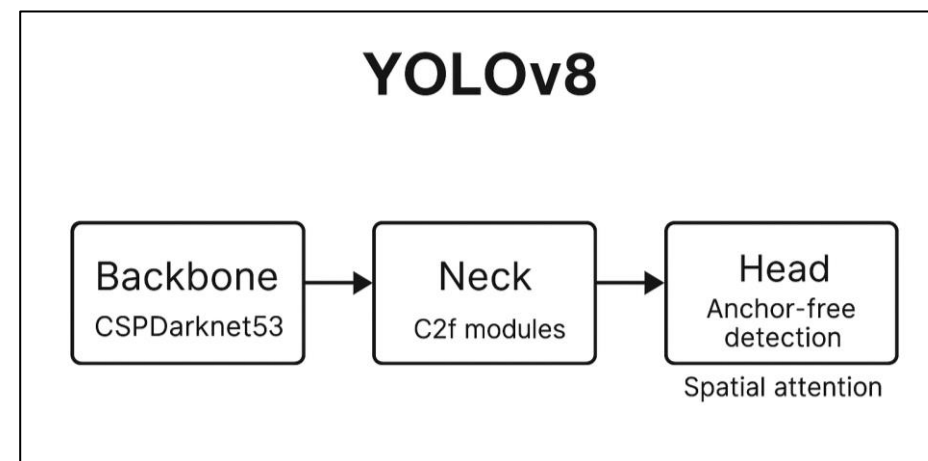 YOLOv8
Backbone
CSPDarknet53
Neck
C2f modules
Head
Anchor-free
detection
Spatial attention